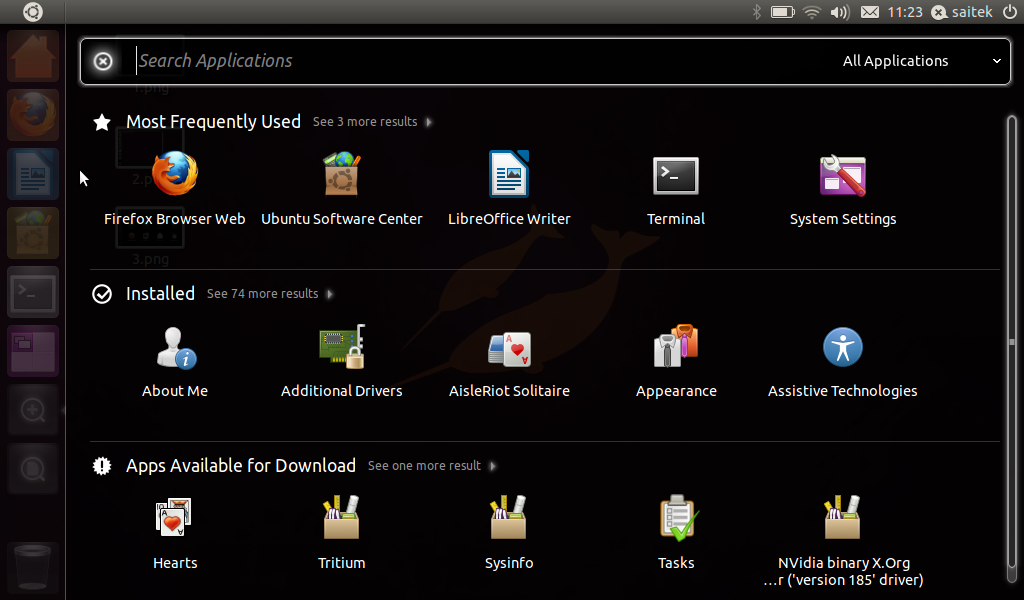 11:23 saitek
Search Applications
All Applications
1.png
Most Frequently Used See 3 more results
2.p
Firefox Browser Web Ubuntu Software Center LibreOffice Writer Terminal System Settings
3.png
Installed See 74 more results
About Me Additional Drivers AisleRiot Solitaire Appearance Assistive Technologies
Apps Available for Download See one more result
Hearts Tritium Sysinfo Tasks NVidia binary X.Org
…r ('version 185' driver)